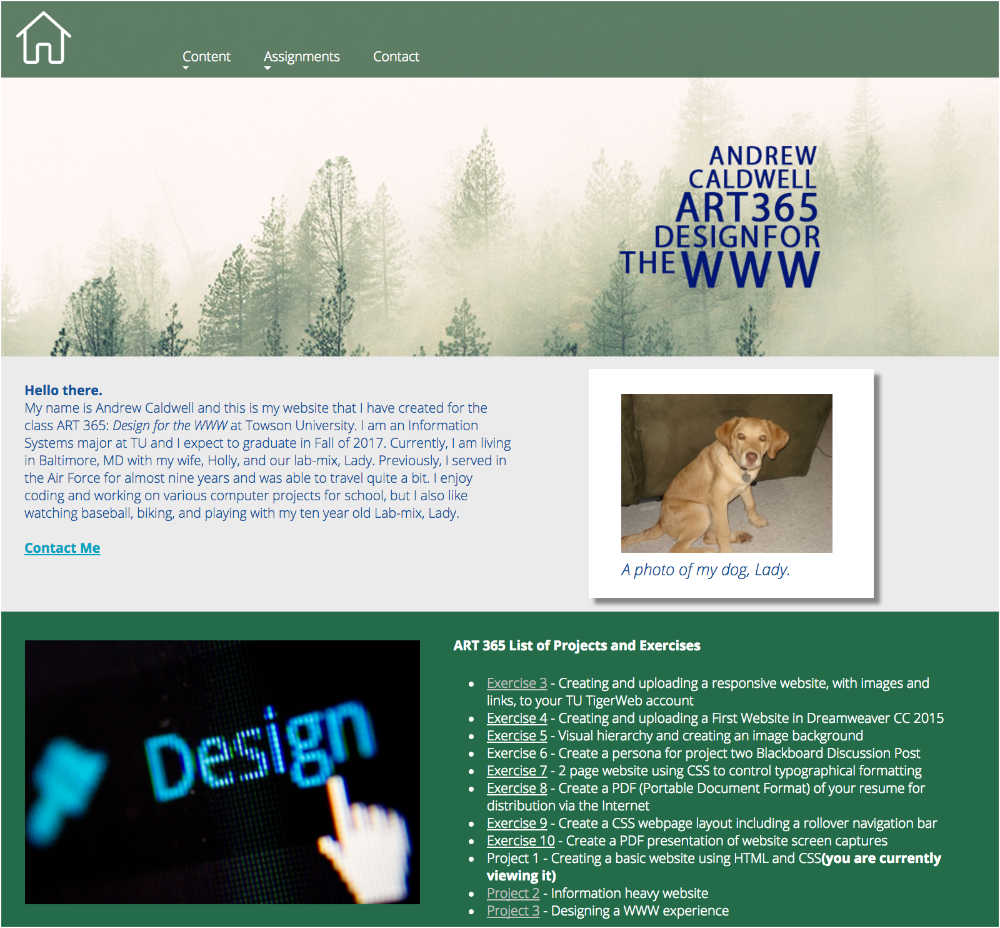 Content
Assignments
Contact
ANDREW
CALDWELL
ART365
DESIGN FOR
THE WWW
Hello there.
My name is Andrew Caldwell and this is my website that I have created for the
class ART 365: Design for the WWW at Towson University. I am an Information
Systems major at TU and I expect to graduate in Fall of 2017. Currently, I am living
in Baltimore, MD with my wife, Holly, and our lab-mix, Lady. Previously, I served in
the Air Force for almost nine years and was able to travel quite a bit. I enjoy
coding and working on various computer projects for school, but I also like
watching baseball, biking, and playing with my ten year old Lab-mix, Lady.
Contact Me
A photo of my dog, Lady.
Design
ART 365 List of Projects and Exercises
Exercise 3 - Creating and uploading a responsive website, with images and
links, to your TU TigerWeb account
Exercise 4 - Creating and uploading a First Website in Dreamweaver CC 2015
Exercise 5 - Visual hierarchy and creating an image background
Exercise 6 - Create a persona for project two Blackboard Discussion Post
Exercise 7 - 2 page website using CSS to control typographical formatting
Exercise 8 - Create a PDF (Portable Document Format) of your resume for
distribution via the Internet
Exercise 9 - Create a CSS webpage layout including a rollover navigation bar
Exercise 10 - Create a PDF presentation of website screen captures
Project 1 - Creating a basic website using HTML and CSS(you are currently
viewing it)
Project 2 - Information heavy website
Project 3 - Designing a WWW experience